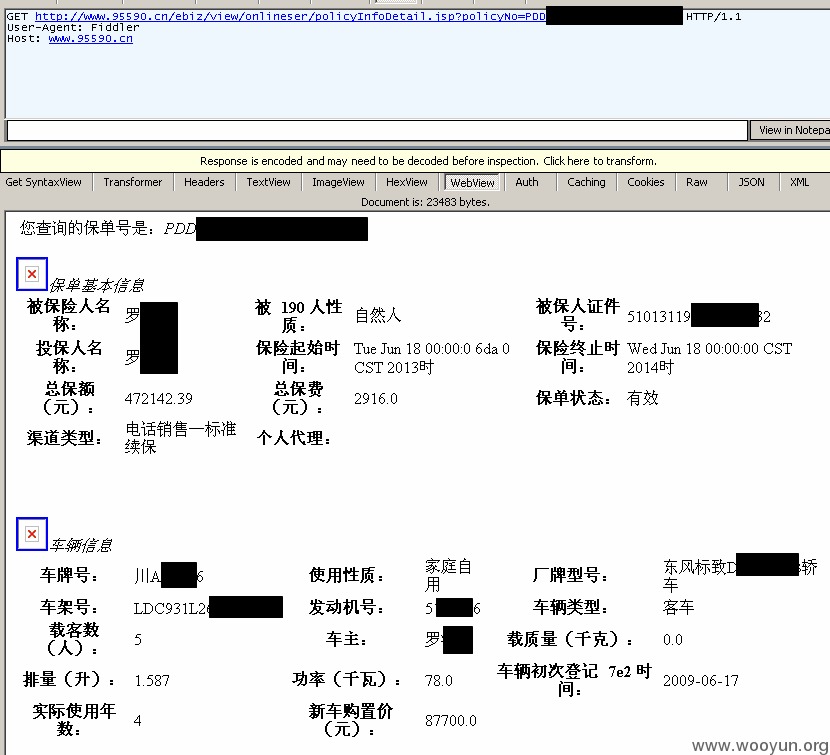 GET http://www.95590.cn/ebiz/view/onlineser/policyInfoDetail.jsp?policyNo=PDD HTTP/1.1
User-Agent: Fiddler
Host: www.95590.cn
View in Notepa
Response is encoded and may need to be decoded before inspection. Click here to transform.
Get SyntaxView Transformer Headers TextView ImageView HexView WebView Auth Caching Cookies Raw JSON XML
Document is: 23483 bytes.
您查询的保单号是：PDD
保单基本信息
被保险人名称： 罗 被 190 人性质： 自然人 被保人证件号： 51013119 32
投保人名称： 罗 保险起始时间： Tue Jun 18 00:00:0 6da 0 CST 2013时 保险终止时间： Wed Jun 18 00:00:00 CST 2014时
总保额（元）： 472142.39 总保费（元）： 2916.0 保单状态： 有效
渠道类型： 电话销售—标准续保 个人代理：
车辆信息
车牌号： 川A 6 使用性质： 家庭自用 厂牌型号： 东风标致D 轿车
车架号： LDC931L2 发动机号： 5 6 车辆类型： 客车
载客数（人）： 5 车主： 罗 载质量（千克）： 0.0
排量（升）： 1.587 功率（千瓦）： 78.0 车辆初次登记 7e2 时间： 2009-06-17
实际使用年数： 4 新车购置价（元）： 87700.0
www.wooyun.org